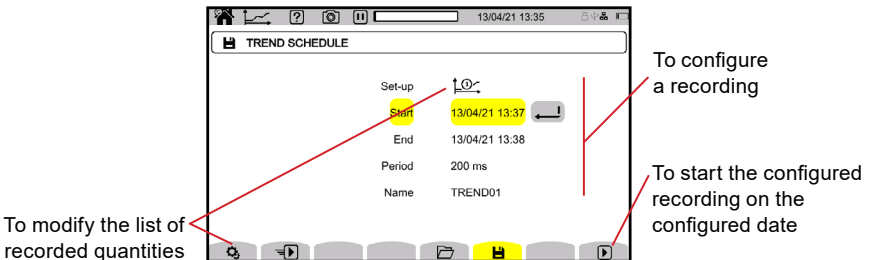 13/04/21 13:35
TREND SCHEDULE
Set-up
Start 13/04/21 13:37
End 13/04/21 13:38
Period 200 ms
Name TREND01
To configure
a recording
To start the configured
recording on the
configured date
To modify the list of
recorded quantities